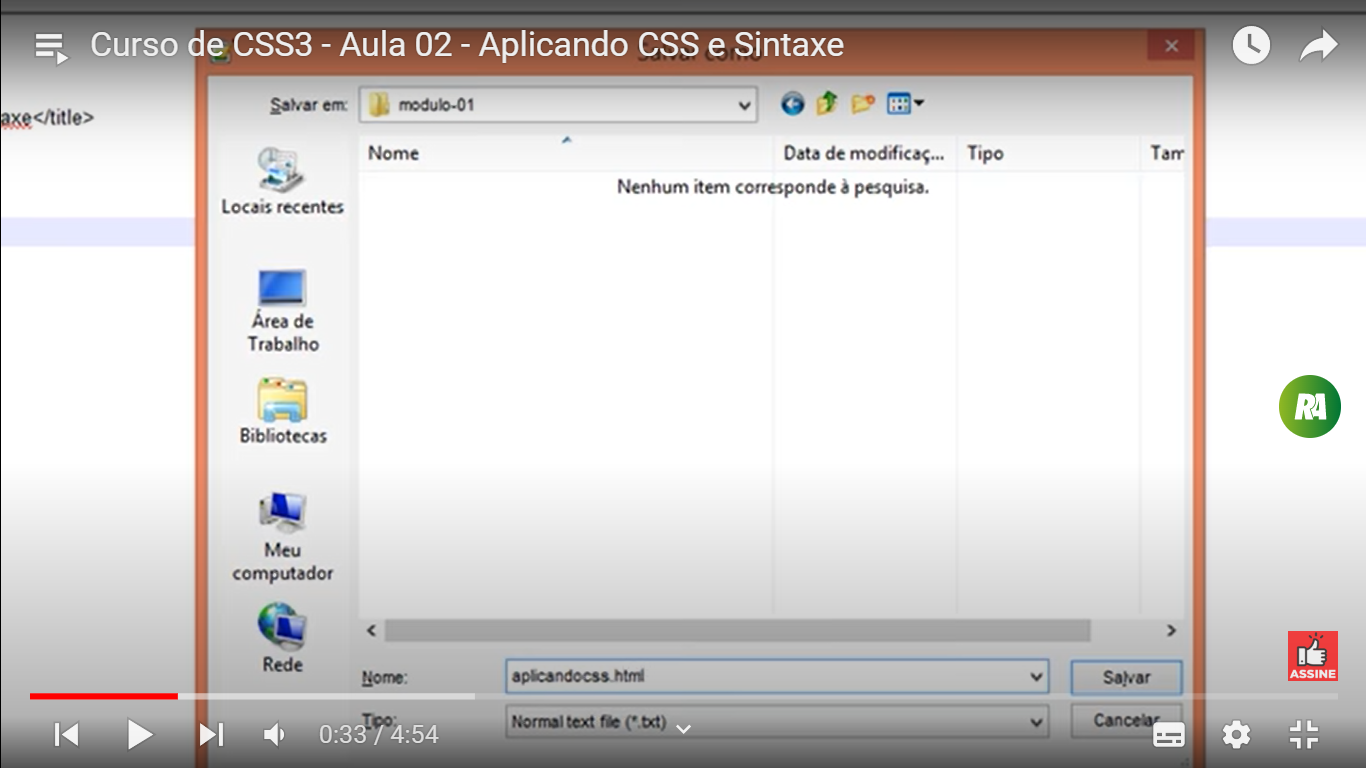 Curso de CSS3 - Aula 02 - Aplicando CSS e Sintaxe
Salvar como
Salvar em:
modulo-01
axe</title>
Nome
Data de modificaç...
Tipo
Tam
Nenhum item corresponde à pesquisa.
Locais recentes
Área de
Trabalho
Bibliotecas
Meu
computador
Rede
RA
ASSINE
Nome:
aplicandocss.html
Salvar
Tipo:
Normal text file (*.txt)
Cancelar
0:33 / 4:54